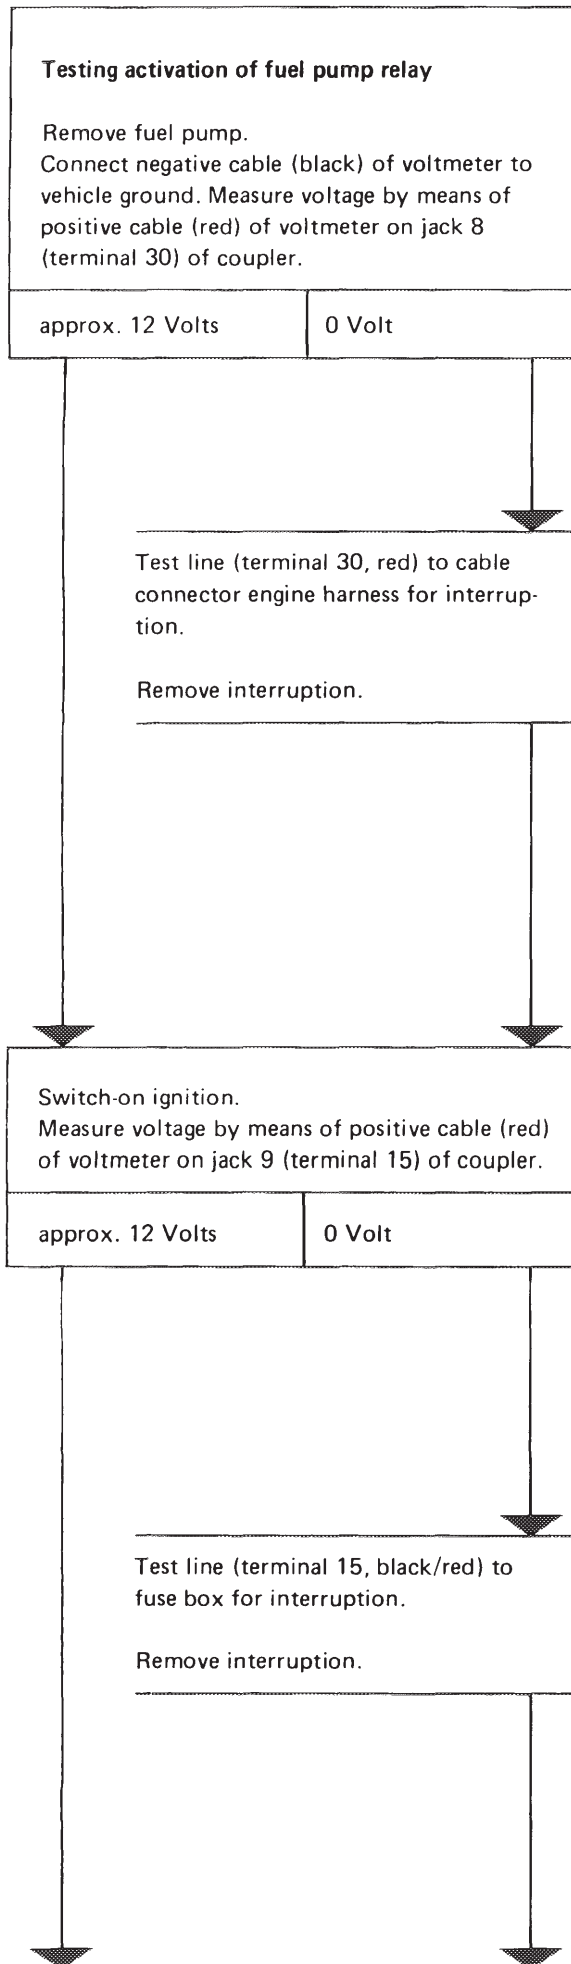 Testing activation of fuel pump relay
Remove fuel pump.
Connect negative cable (black) of voltmeter to
vehicle ground. Measure voltage by means of
positive cable (red) of voltmeter on jack 8
(terminal 30) of coupler.
approx. 12 Volts
0 Volt
Test line (terminal 30, red) to cable
connector engine harness for interrup-
tion.
Remove interruption.
Switch-on ignition.
Measure voltage by means of positive cable (red)
of voltmeter on jack 9 (terminal 15) of coupler.
approx. 12 Volts
0 Volt
Test line (terminal 15, black/red) to
fuse box for interruption.
Remove interruption.